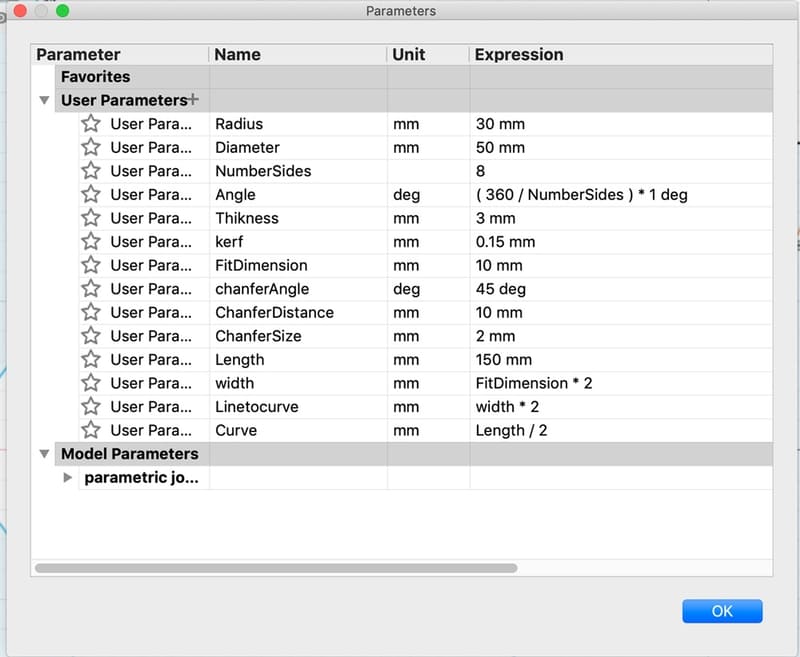 Parameters
Parameter Name Unit Expression
Favorites
User Parameters+
User Para... Radius mm 30 mm
User Para... Diameter mm 50 mm
User Para... NumberSides 8
User Para... Angle deg ( 360 / NumberSides ) * 1 deg
User Para... Thikness mm 3 mm
User Para... kerf mm 0.15 mm
User Para... FitDimension mm 10 mm
User Para... chanferAngle deg 45 deg
User Para... ChanferDistance mm 10 mm
User Para... ChanferSize mm 2 mm
User Para... Length mm 150 mm
User Para... width mm FitDimension * 2
User Para... Linetocurve mm width * 2
User Para... Curve mm Length / 2
Model Parameters
parametric jo...
OK